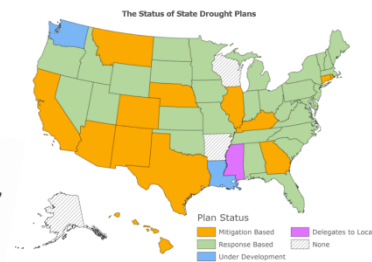 The Status of State Drought Plans
Plan Status
Mitigation Based
Delegates to Loca
Response Based
None
Under Development